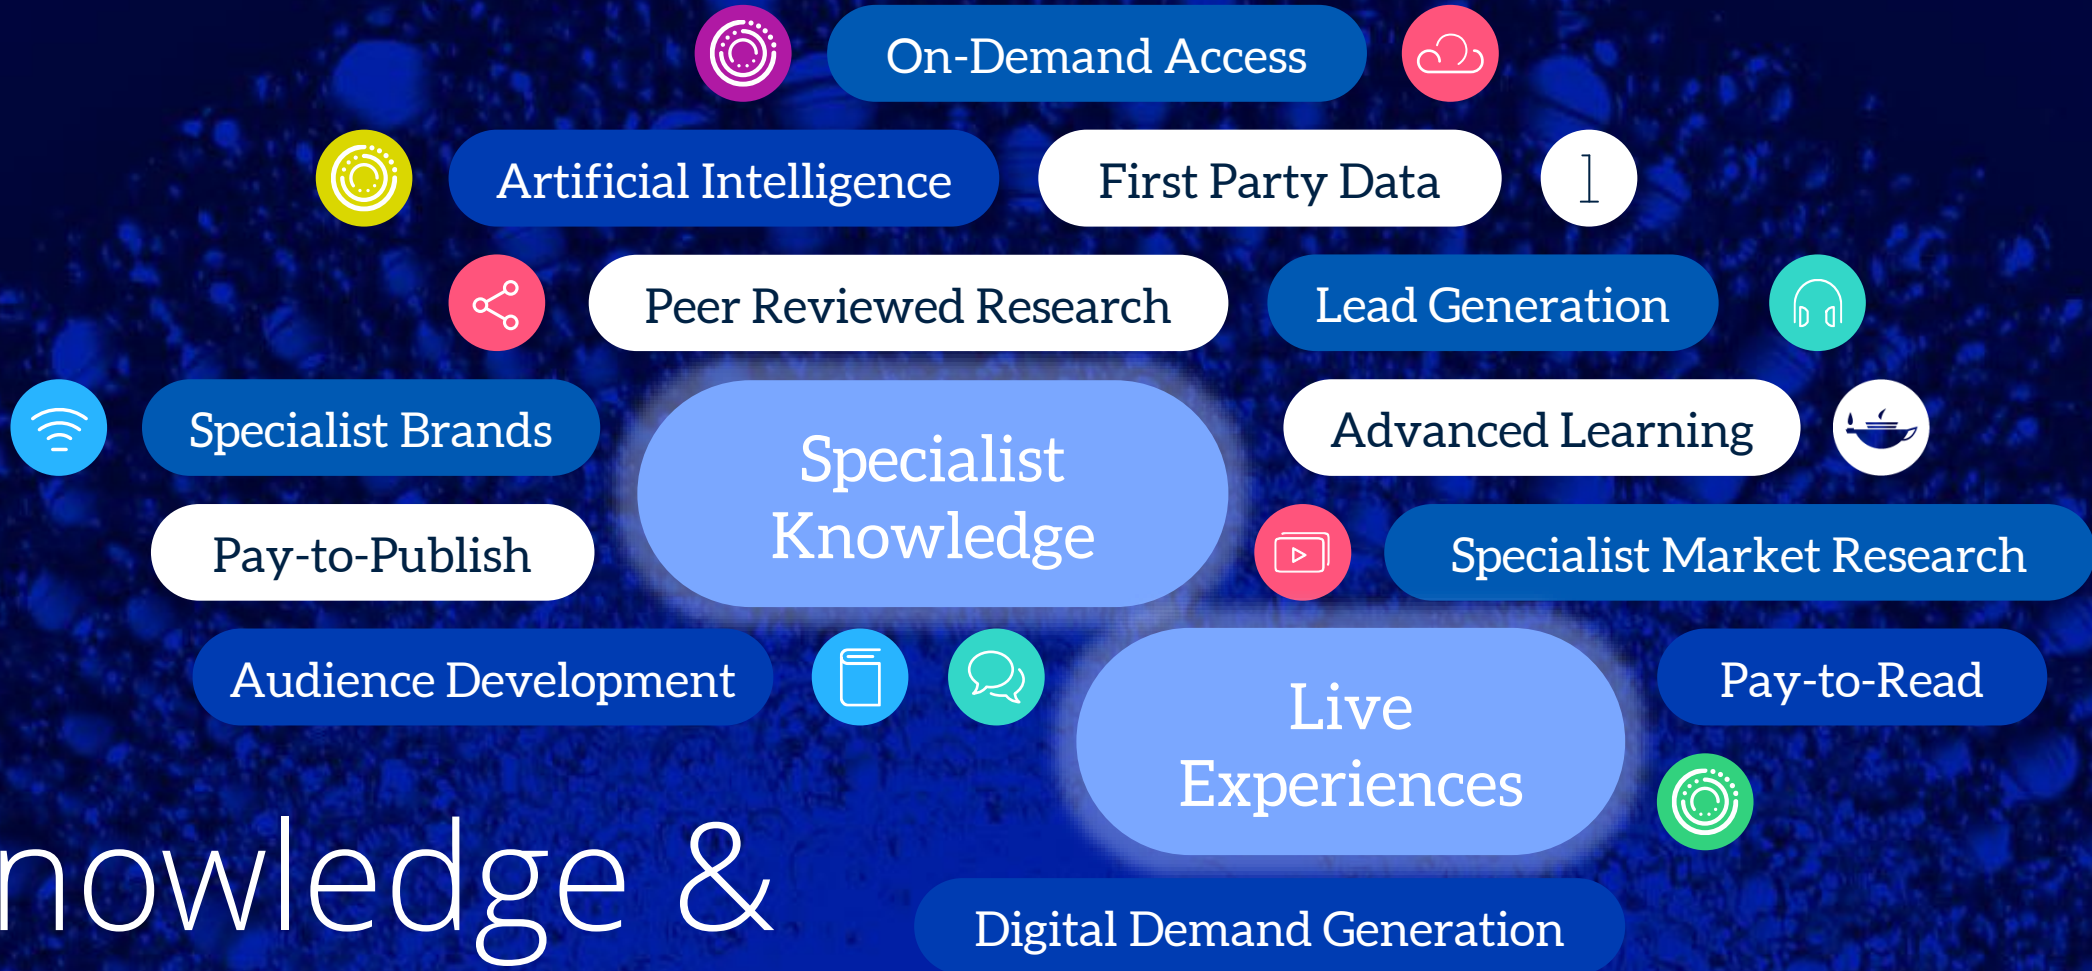 On-Demand Access
Artificial Intelligence
First Party Data
1
Peer Reviewed Research
Lead Generation
Specialist Brands
Specialist
Knowledge
Advanced Learning
Pay-to-Publish
Specialist Market Research
Audience Development
Live
Experiences
Pay-to-Read
nowledge &
Digital Demand Generation